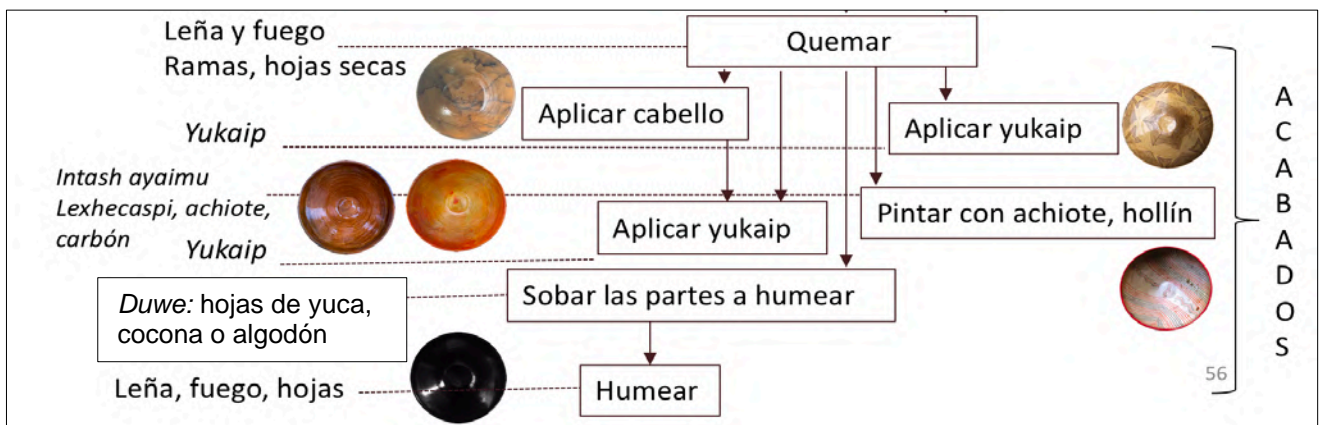 Leña y fuego
Ramas, hojas secas
Quemar
Aplicar cabello
Yukaip
Aplicar yukaip
Intash ayaimu
Lexhecaspi, achiote,
carbón
Pintar con achiote, hollín
Yukaip
Aplicar yukaip
Duwe: hojas de yuca,
cocona o algodón
Sobar las partes a humear
Leña, fuego, hojas
Humear
56
A
C
A
B
A
D
O
S